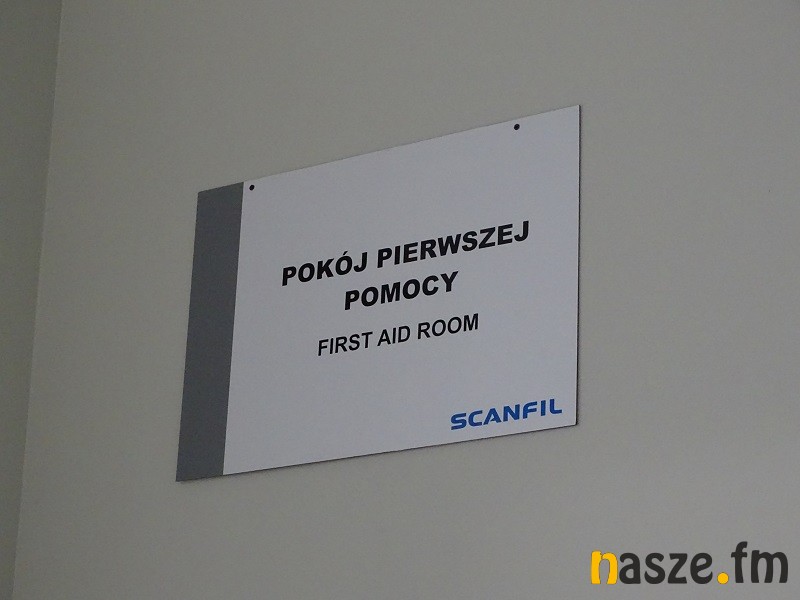 POKÓJ PIERWSZEJ
POMOCY
FIRST AID ROOM
SCANFIL
nasze.fm